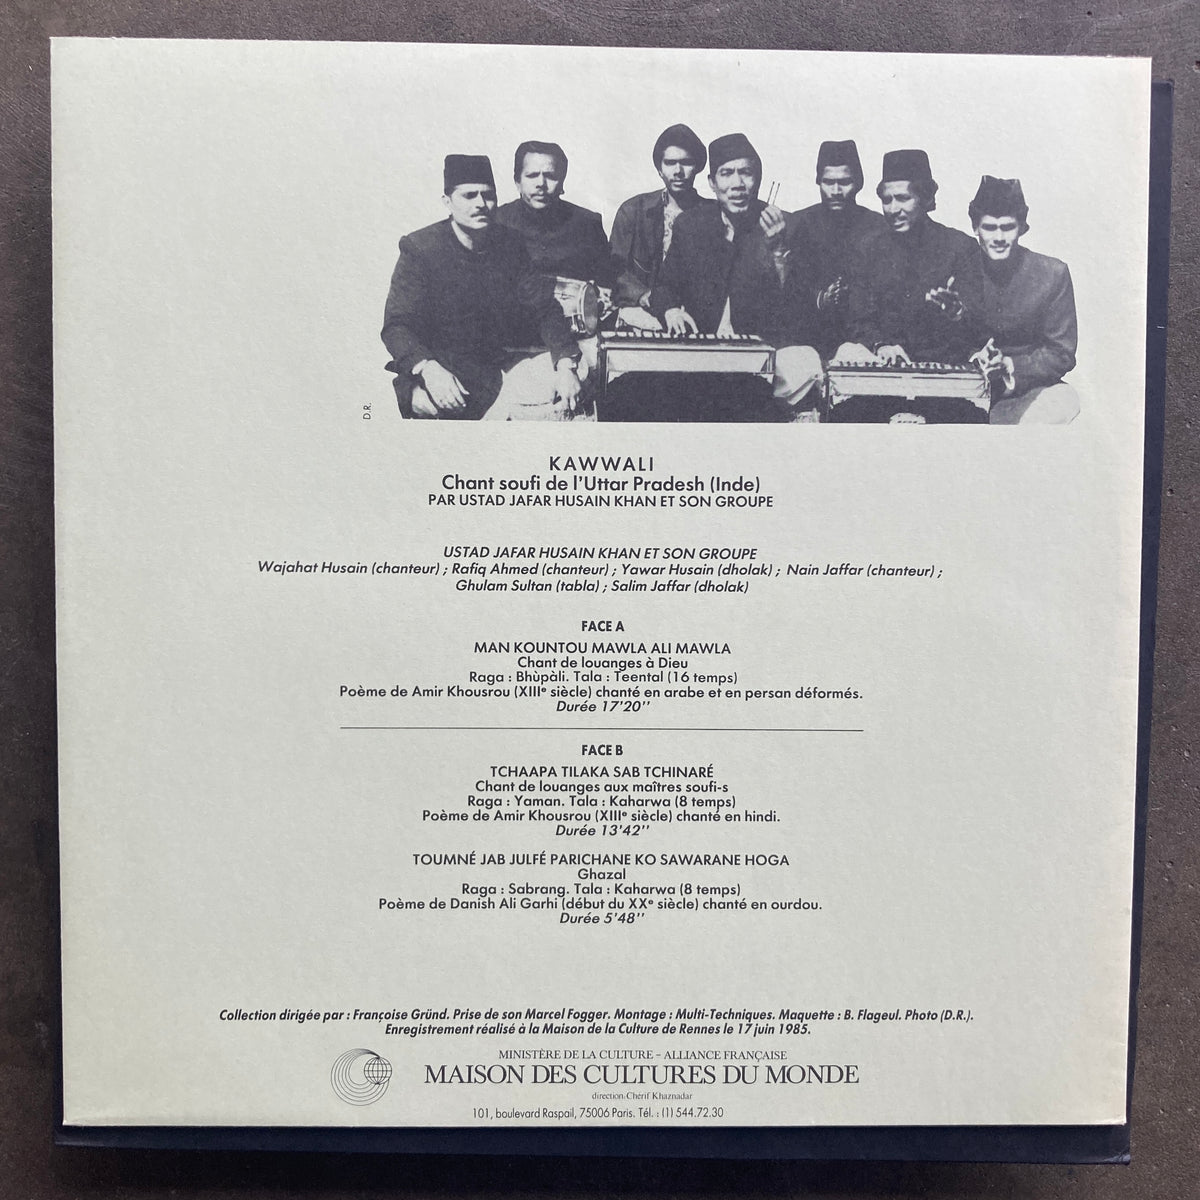 D.R.
KAWWALI
Chant soufi de l'Uttar Pradesh (Inde)
PAR USTAD JAFAR HUSAIN KHAN ET SON GROUPE
USTAD JAFAR HUSAIN KHAN ET SON GROUPE
Wajahat Husain (chanteur) ; Rafiq Ahmed (chanteur) ; Yawar Husain (dholak) ; Nain Jaffar (chanteur) ;
Ghulam Sultan (tabla) ; Salim Jaffar (dholak)
FACE A
MAN KOUNTOU MAWLA ALI MAWLA
Chant de louanges à Dieu
Raga : Bhùpàli. Tala : Teental (16 temps)
Poème de Amir Khousrou (XIIIe siècle) chanté en arabe et en persan déformés.
Durée 17'20''
FACE B
TCHAAPA TILAKA SAB TCHINARÉ
Chant de louanges aux maîtres soufi-s
Raga : Yaman. Tala : Kaharwa (8 temps)
Poème de Amir Khousrou (XIIIe siècle) chanté en hindi.
Durée 13'42''
TOUMNÉ JAB JULFÉ PARICHANE KO SAWARANE HOGA
Ghazal
Raga : Sabrang. Tala : Kaharwa (8 temps)
Poème de Danish Ali Garhi (début du XXe siècle) chanté en ourdou.
Durée 5'48''
Collection dirigée par : Françoise Gründ. Prise de son Marcel Fogger. Montage : Multi-Techniques. Maquette : B. Flageul. Photo (D.R.).
Enregistrement réalisé à la Maison de la Culture de Rennes le 17 juin 1985.
MINISTÈRE DE LA CULTURE - ALLIANCE FRANÇAISE
MAISON DES CULTURES DU MONDE
direction: Chérif Khaznadar
101, boulevard Raspail, 75006 Paris. Tél. : (1) 544.72.30